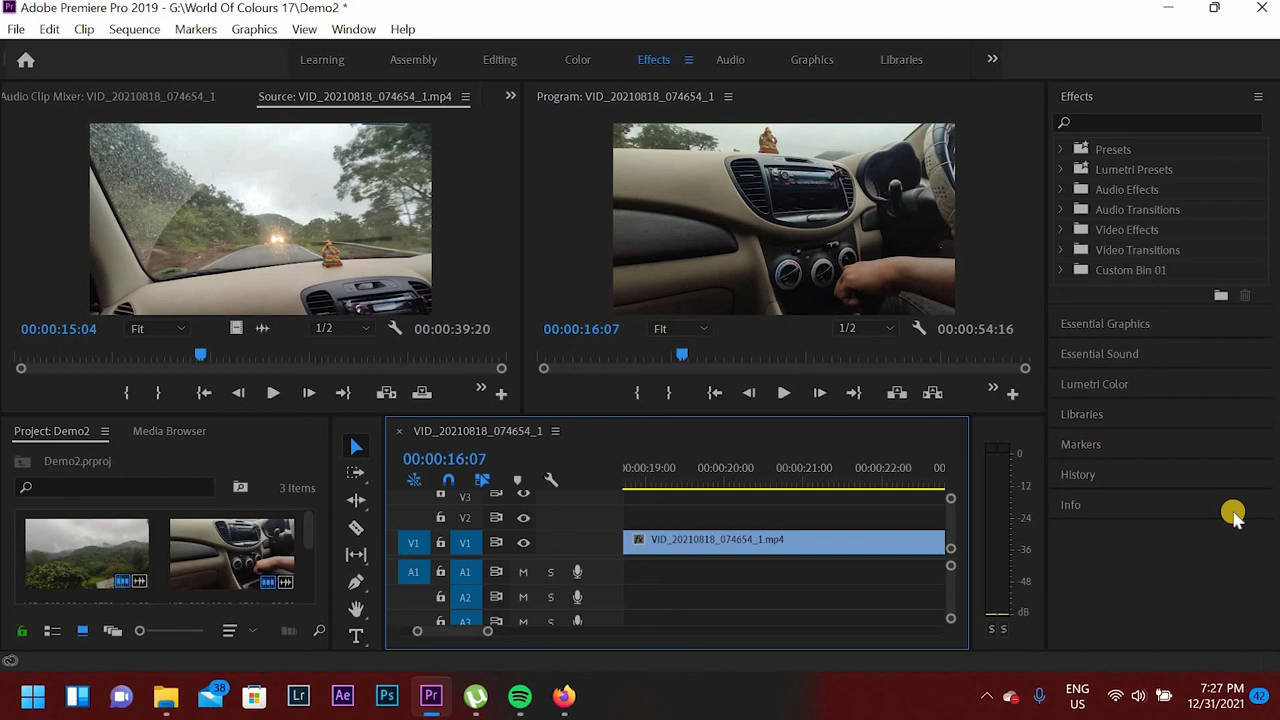 Adobe Premiere Pro 2019 - G:\World Of Colours 17\Demo2 *
File Edit Clip Sequence Markers Graphics View Window Help
Learning Assembly Editing Color Effects Audio Graphics Libraries
Audio Clip Mixer: VID_20210818_074654_1 Source: VID_20210818_074654_1.mp4 Program: VID_20210818_074654_1 Effects
Presets
Lumetri Presets
Audio Effects
Audio Transitions
Video Effects
Video Transitions
Custom Bin 01
00:00:15:04 Fit 1/2 00:00:39:20 00:00:16:07 Fit 1/2 00:00:54:16
Essential Graphics
Essential Sound
Lumetri Color
Libraries
Markers
History
Info
Project: Demo2 Media Browser
Demo2.prproj
3 Items
VID_20210818_074654_1
00:00:16:07
00:00:19:00 00:00:20:00 00:00:21:00 00:00:22:00 00
V3
V2
V1 V1 VID_20210818_074654_1.mp4
A1 A1 M S
A2 M S
A3 M S
0
-12
-24
-36
-48
dB
S S
38 Lr Ae Ps Pr
ENG
US
7:27 PM
12/31/2021
42